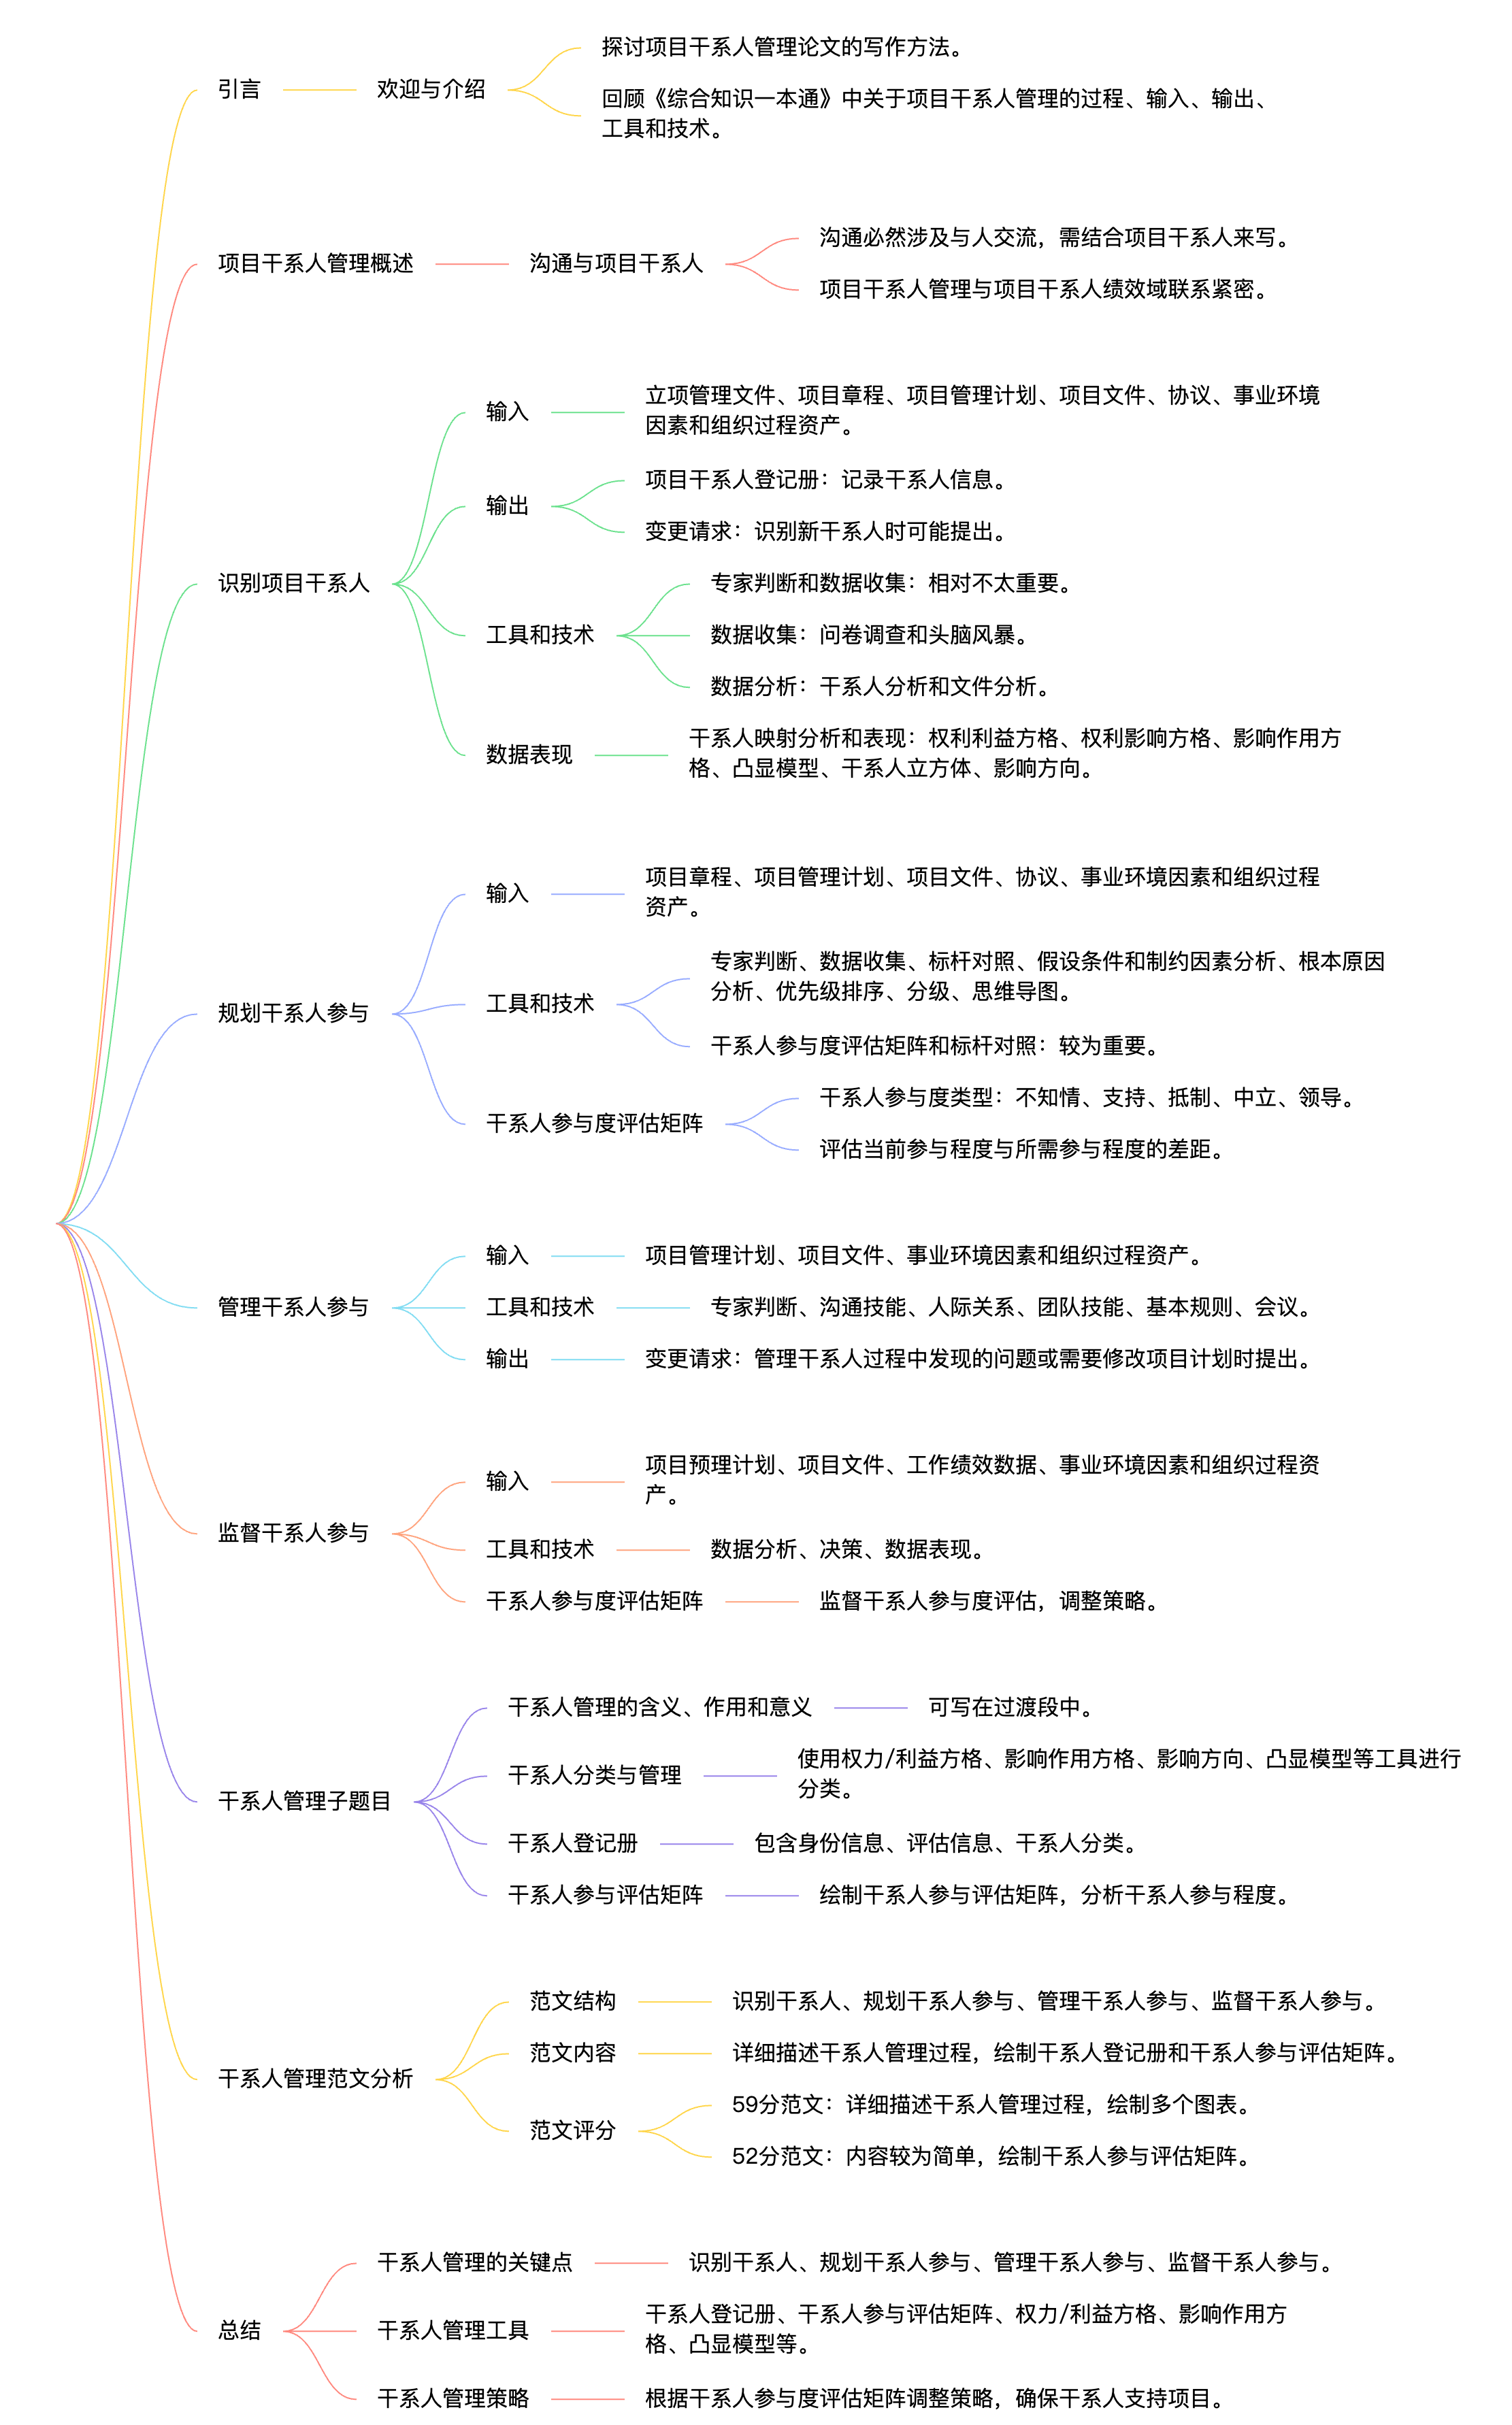 引言
欢迎与介绍
探讨项目干系人管理论文的写作方法。
回顾《综合知识一本通》中关于项目干系人管理的过程、输入、输出、
工具和技术。
项目干系人管理概述
沟通与项目干系人
沟通必然涉及与人交流，需结合项目干系人来写。
项目干系人管理与项目干系人绩效域联系紧密。
识别项目干系人
输入
立项管理文件、项目章程、项目管理计划、项目文件、协议、事业环境
因素和组织过程资产。
输出
项目干系人登记册：记录干系人信息。
变更请求：识别新干系人时可能提出。
工具和技术
专家判断和数据收集：相对不太重要。
数据收集：问卷调查和头脑风暴。
数据分析：干系人分析和文件分析。
数据表现
干系人映射分析和表现：权利利益方格、权利影响方格、影响作用方
格、凸显模型、干系人立方体、影响方向。
规划干系人参与
输入
项目章程、项目管理计划、项目文件、协议、事业环境因素和组织过程
资产。
工具和技术
专家判断、数据收集、标杆对照、假设条件和制约因素分析、根本原因
分析、优先级排序、分级、思维导图。
干系人参与度评估矩阵和标杆对照：较为重要。
干系人参与度评估矩阵
干系人参与度类型：不知情、支持、抵制、中立、领导。
评估当前参与程度与所需参与程度的差距。
管理干系人参与
输入
项目管理计划、项目文件、事业环境因素和组织过程资产。
工具和技术
专家判断、沟通技能、人际关系、团队技能、基本规则、会议。
输出
变更请求：管理干系人过程中发现的问题或需要修改项目计划时提出。
监督干系人参与
输入
项目预理计划、项目文件、工作绩效数据、事业环境因素和组织过程资
产。
工具和技术
数据分析、决策、数据表现。
干系人参与度评估矩阵
监督干系人参与度评估，调整策略。
干系人管理子题目
干系人管理的含义、作用和意义
可写在过渡段中。
干系人分类与管理
使用权力/利益方格、影响作用方格、影响方向、凸显模型等工具进行
分类。
干系人登记册
包含身份信息、评估信息、干系人分类。
干系人参与评估矩阵
绘制干系人参与评估矩阵，分析干系人参与程度。
干系人管理范文分析
范文结构
识别干系人、规划干系人参与、管理干系人参与、监督干系人参与。
范文内容
详细描述干系人管理过程，绘制干系人登记册和干系人参与评估矩阵。
范文评分
59分范文：详细描述干系人管理过程，绘制多个图表。
52分范文：内容较为简单，绘制干系人参与评估矩阵。
总结
干系人管理的关键点
识别干系人、规划干系人参与、管理干系人参与、监督干系人参与。
干系人管理工具
干系人登记册、干系人参与评估矩阵、权力/利益方格、影响作用方
格、凸显模型等。
干系人管理策略
根据干系人参与度评估矩阵调整策略，确保干系人支持项目。